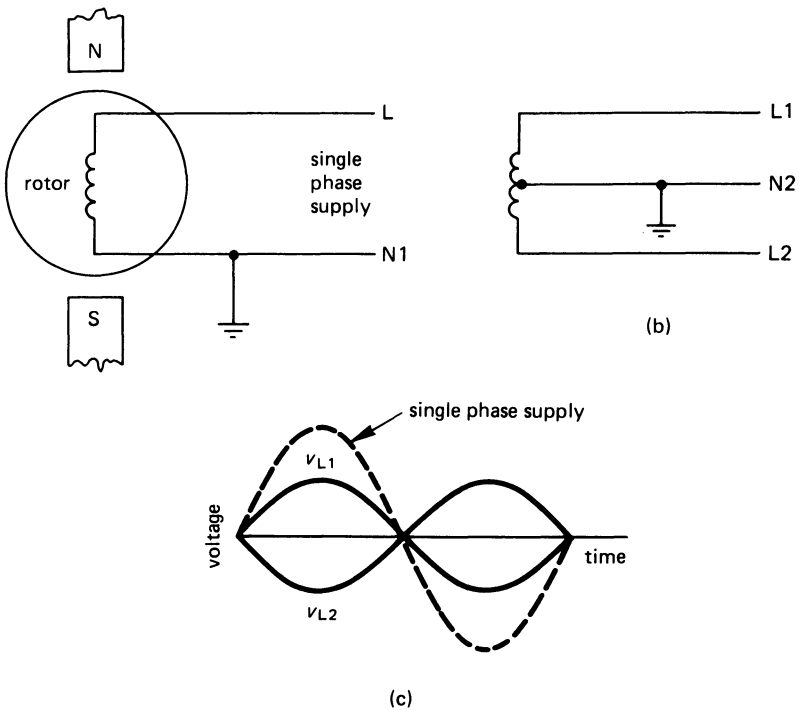 N
L
L1
rotor
single
phase
supply
N2
N1
L2
S
(b)
single phase supply
vL1
voltage
time
vL2
(c)